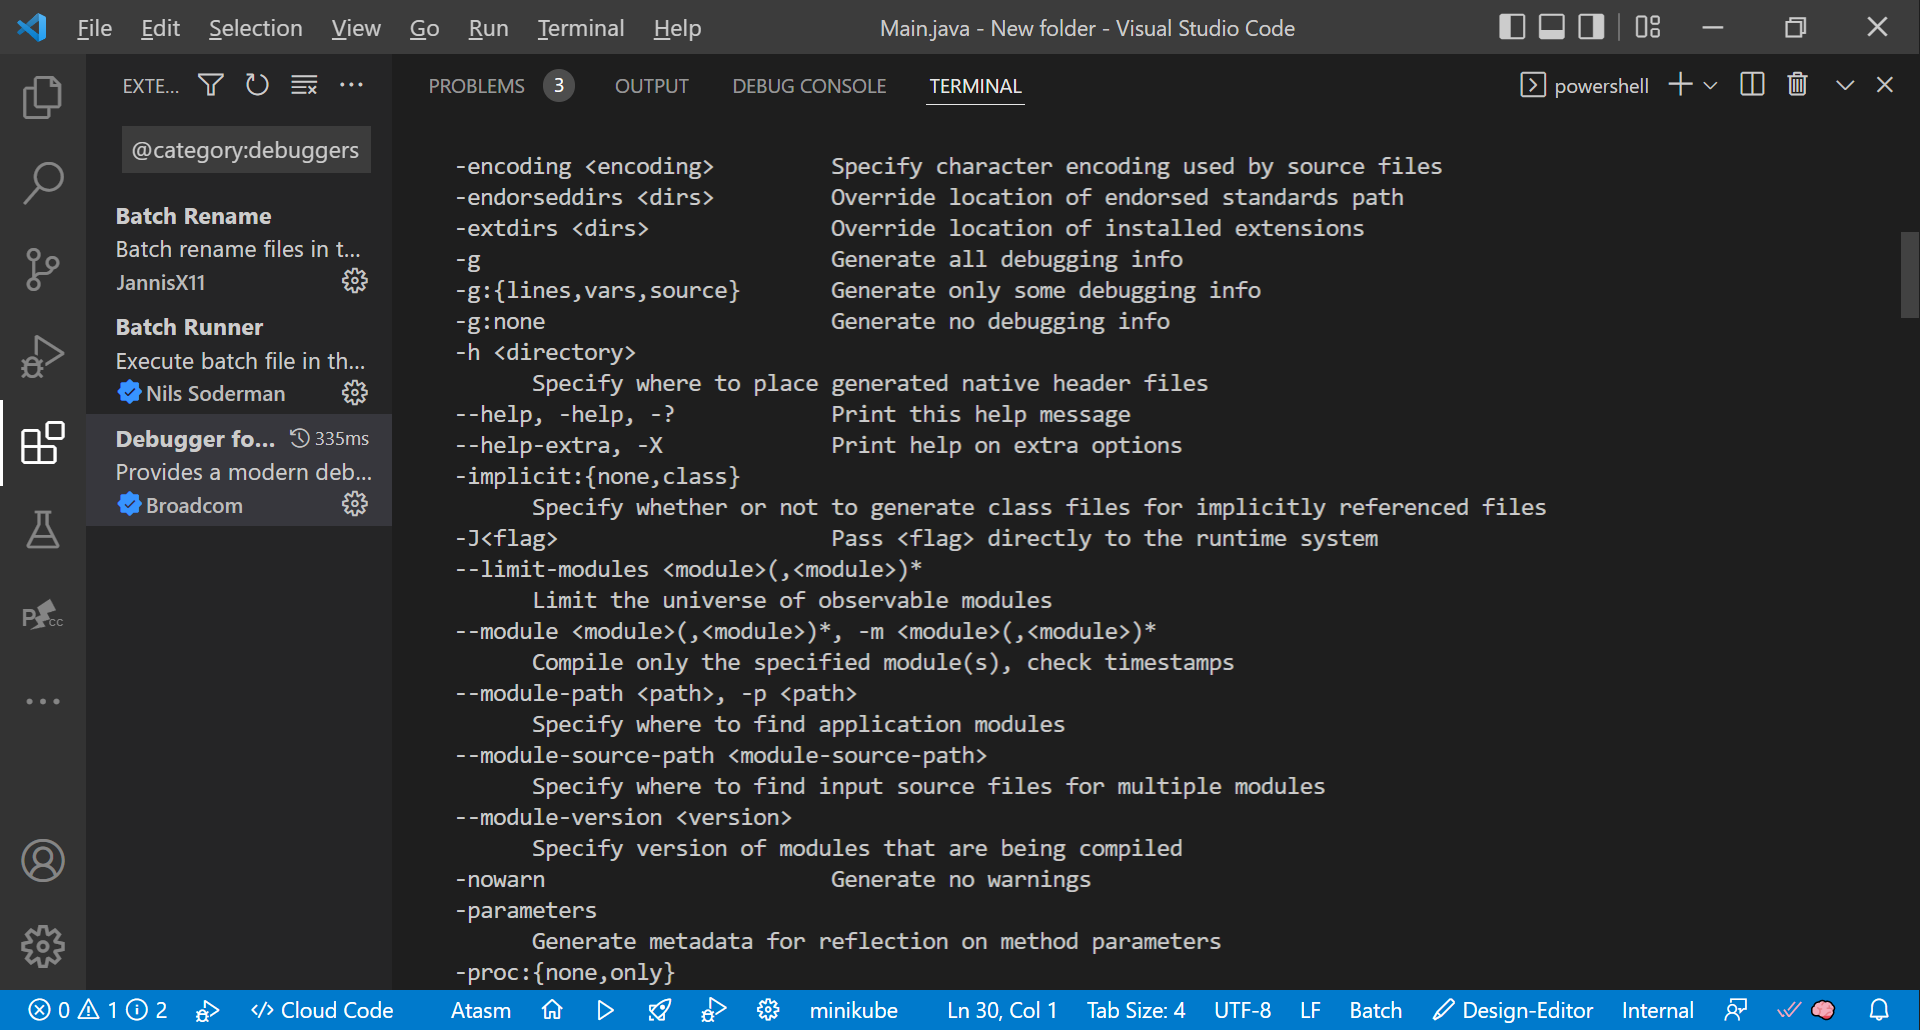 File Edit Selection View Go Run Terminal Help
Main.java - New folder - Visual Studio Code
EXTE...
@category:debuggers
Batch Rename
Batch rename files in t...
JannisX11
Batch Runner
Execute batch file in th...
Nils Soderman
Debugger fo... 335ms
Provides a modern deb...
Broadcom
PROBLEMS 3 OUTPUT DEBUG CONSOLE TERMINAL
powershell
-encoding <encoding> Specify character encoding used by source files
-endorseddirs <dirs> Override location of endorsed standards path
-extdirs <dirs> Override location of installed extensions
-g Generate all debugging info
-g:{lines,vars,source} Generate only some debugging info
-g:none Generate no debugging info
-h <directory>
Specify where to place generated native header files
--help, -help, -? Print this help message
--help-extra, -X Print help on extra options
-implicit:{none,class}
Specify whether or not to generate class files for implicitly referenced files
-J<flag> Pass <flag> directly to the runtime system
--limit-modules <module>(,<module>)*
Limit the universe of observable modules
--module <module>(,<module>)*, -m <module>(,<module>)*
Compile only the specified module(s), check timestamps
--module-path <path>, -p <path>
Specify where to find application modules
--module-source-path <module-source-path>
Specify where to find input source files for multiple modules
--module-version <version>
Specify version of modules that are being compiled
-nowarn Generate no warnings
-parameters
Generate metadata for reflection on method parameters
-proc:{none,only}
P cc
0 1 2 Cloud Code Atasm minikube Ln 30, Col 1 Tab Size: 4 UTF-8 LF Batch Design-Editor Internal